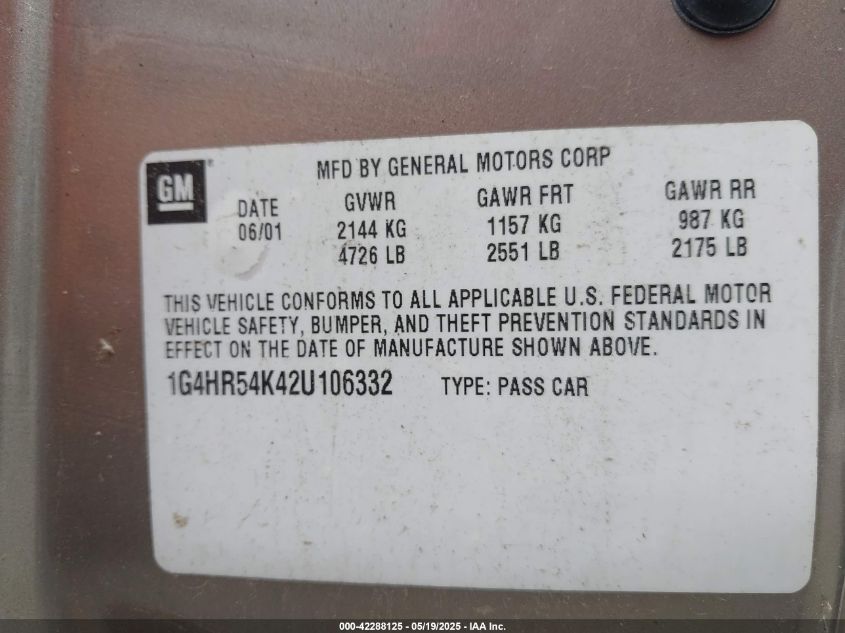 GM
MFD BY GENERAL MOTORS CORP
DATE GVWR GAWR FRT GAWR RR
06/01 2144 KG 1157 KG 987 KG
4726 LB 2551 LB 2175 LB
THIS VEHICLE CONFORMS TO ALL APPLICABLE U.S. FEDERAL MOTOR
VEHICLE SAFETY, BUMPER, AND THEFT PREVENTION STANDARDS IN
EFFECT ON THE DATE OF MANUFACTURE SHOWN ABOVE.
1G4HR54K42U106332 TYPE: PASS CAR
000-42288125 - 05/19/2025 - IAA Inc.